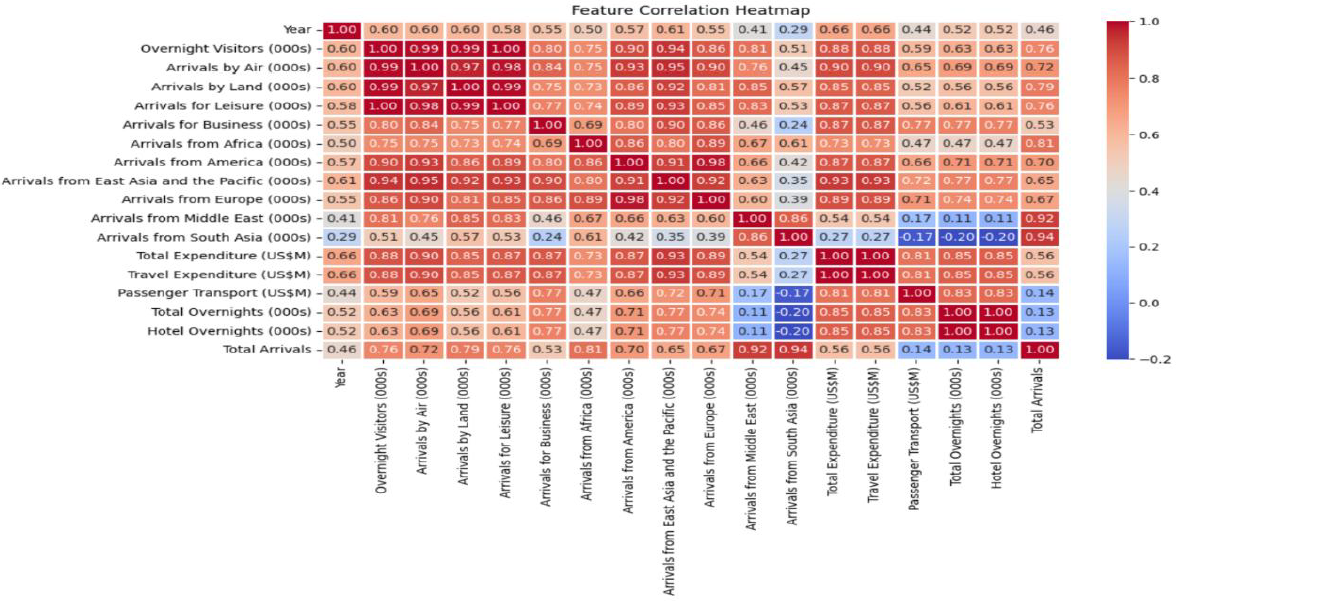 Feature Correlation Heatmap
Year 1.00 0.60 0.60 0.60 0.58 0.55 0.50 0.57 0.61 0.55 0.41 0.29 0.66 0.66 0.44 0.52 0.52 0.46
Overnight Visitors (000s) 0.60 1.00 0.99 0.99 1.00 0.80 0.75 0.90 0.94 0.86 0.81 0.51 0.88 0.88 0.59 0.63 0.63 0.76
Arrivals by Air (000s) 0.60 0.99 1.00 0.97 0.98 0.84 0.75 0.93 0.95 0.90 0.76 0.45 0.90 0.90 0.65 0.69 0.69 0.72
Arrivals by Land (000s) 0.60 0.99 0.97 1.00 0.99 0.75 0.73 0.86 0.92 0.81 0.85 0.57 0.85 0.85 0.52 0.56 0.56 0.79
Arrivals for Leisure (000s) 0.58 1.00 0.98 0.99 1.00 0.77 0.74 0.89 0.93 0.85 0.83 0.53 0.87 0.87 0.56 0.61 0.61 0.76
Arrivals for Business (000s) 0.55 0.80 0.84 0.75 0.77 1.00 0.69 0.80 0.90 0.86 0.46 0.24 0.87 0.87 0.77 0.77 0.77 0.53
Arrivals from Africa (000s) 0.50 0.75 0.75 0.73 0.74 0.69 1.00 0.86 0.80 0.89 0.67 0.61 0.73 0.73 0.47 0.47 0.47 0.81
Arrivals from America (000s) 0.57 0.90 0.93 0.86 0.89 0.80 0.86 1.00 0.91 0.98 0.66 0.42 0.87 0.87 0.66 0.71 0.71 0.70
Arrivals from East Asia and the Pacific (000s) 0.61 0.94 0.95 0.92 0.93 0.90 0.80 0.91 1.00 0.92 0.63 0.35 0.93 0.93 0.72 0.77 0.77 0.65
Arrivals from Europe (000s) 0.55 0.86 0.90 0.81 0.85 0.86 0.89 0.98 0.92 1.00 0.60 0.39 0.89 0.89 0.71 0.74 0.74 0.67
Arrivals from Middle East (000s) 0.41 0.81 0.76 0.85 0.83 0.46 0.67 0.66 0.63 0.60 1.00 0.86 0.54 0.54 0.17 0.11 0.11 0.92
Arrivals from South Asia (000s) 0.29 0.51 0.45 0.57 0.53 0.24 0.61 0.42 0.35 0.39 0.86 1.00 0.27 0.27 -0.17 -0.20 -0.20 0.94
Total Expenditure (US$M) 0.66 0.88 0.90 0.85 0.87 0.87 0.73 0.87 0.93 0.89 0.54 0.27 1.00 1.00 0.81 0.85 0.85 0.56
Travel Expenditure (US$M) 0.66 0.88 0.90 0.85 0.87 0.87 0.73 0.87 0.93 0.89 0.54 0.27 1.00 1.00 0.81 0.85 0.85 0.56
Passenger Transport (US$M) 0.44 0.59 0.65 0.52 0.56 0.77 0.47 0.66 0.72 0.71 0.17 -0.17 0.81 0.81 1.00 0.83 0.83 0.14
Total Overnights (000s) 0.52 0.63 0.69 0.56 0.61 0.77 0.47 0.71 0.77 0.74 0.11 -0.20 0.85 0.85 0.83 1.00 1.00 0.13
Hotel Overnights (000s) 0.52 0.63 0.69 0.56 0.61 0.77 0.47 0.71 0.77 0.74 0.11 -0.20 0.85 0.85 0.83 1.00 1.00 0.13
Total Arrivals 0.46 0.76 0.72 0.79 0.76 0.53 0.81 0.70 0.65 0.67 0.92 0.94 0.56 0.56 0.14 0.13 0.13 1.00
Year
Overnight Visitors (000s)
Arrivals by Air (000s)
Arrivals by Land (000s)
Arrivals for Leisure (000s)
Arrivals for Business (000s)
Arrivals from Africa (000s)
Arrivals from America (000s)
Arrivals from East Asia and the Pacific (000s)
Arrivals from Europe (000s)
Arrivals from Middle East (000s)
Arrivals from South Asia (000s)
Total Expenditure (US$M)
Travel Expenditure (US$M)
Passenger Transport (US$M)
Total Overnights (000s)
Hotel Overnights (000s)
Total Arrivals
1.0
0.8
0.6
0.4
0.2
0.0
−0.2